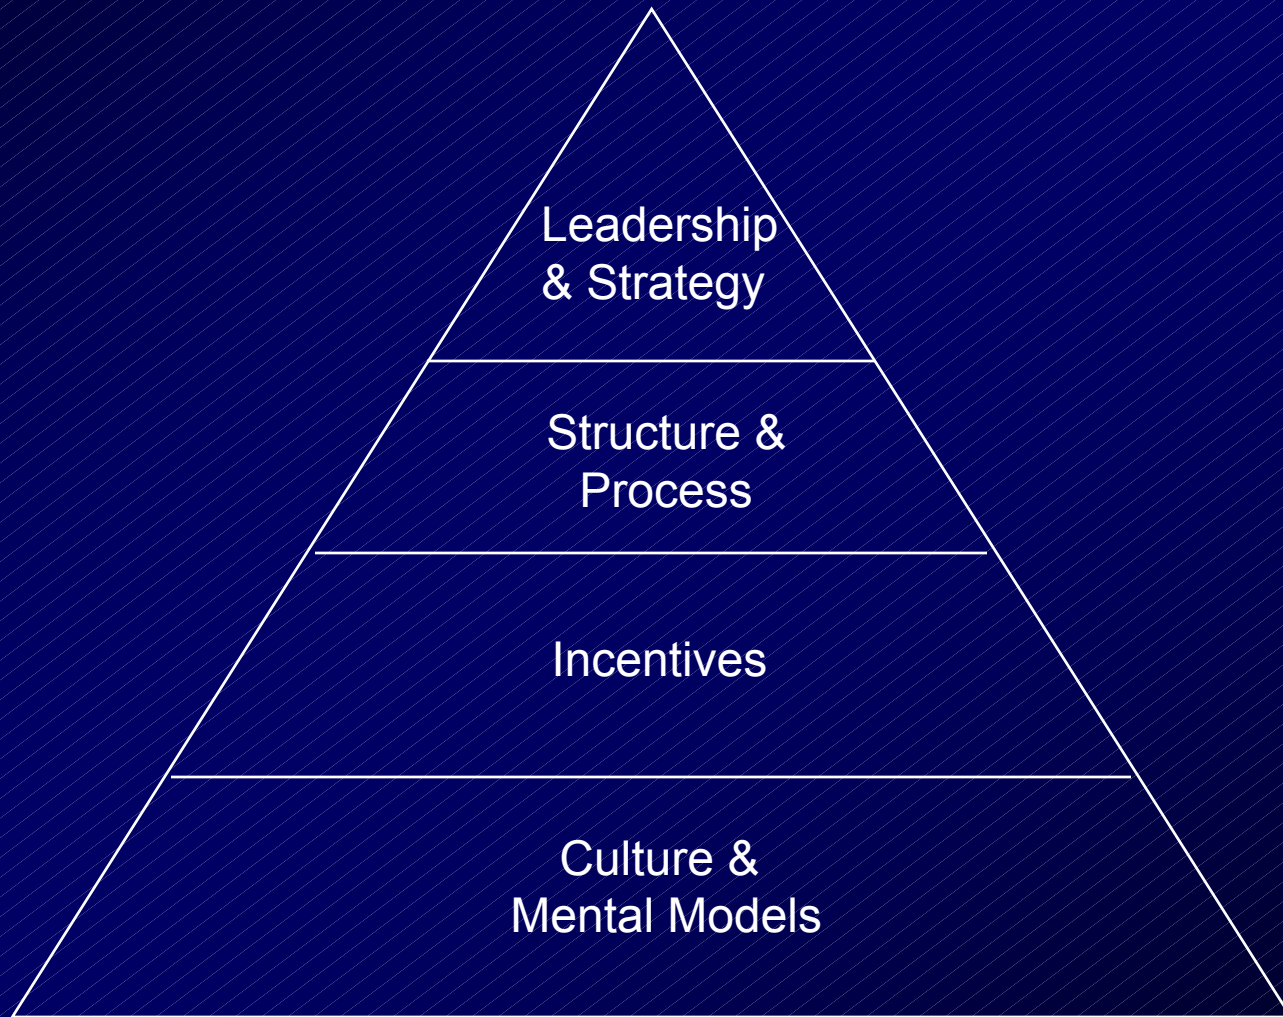 Leadership
& Strategy
Structure &
Process
Incentives
Culture &
Mental Models